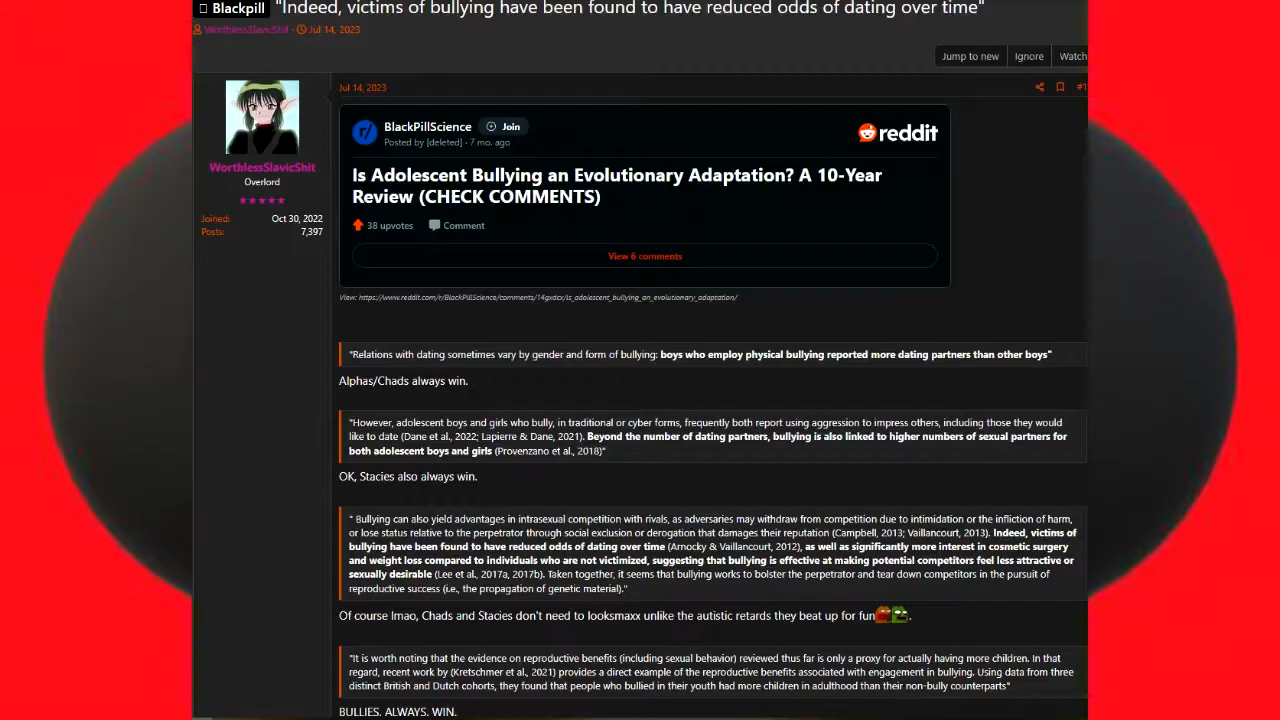 Blackpill "Indeed, victims of bullying have been found to have reduced odds of dating over time"
WorthlessSlavicShit · Jul 14, 2023
Jump to new Ignore Watch
Jul 14, 2023 #1
WorthlessSlavicShit
Overlord
★★★★★
Joined: Oct 30, 2022
Posts: 7,397
r/ BlackPillScience Join
Posted by [deleted] · 7 mo. ago
reddit
Is Adolescent Bullying an Evolutionary Adaptation? A 10-Year
Review (CHECK COMMENTS)
38 upvotes Comment
View 6 comments
View: https://www.reddit.com/r/BlackPillScience/comments/14gxdcx/is_adolescent_bullying_an_evolutionary_adaptation/
"Relations with dating sometimes vary by gender and form of bullying: boys who employ physical bullying reported more dating partners than other boys"
Alphas/Chads always win.
"However, adolescent boys and girls who bully, in traditional or cyber forms, frequently both report using aggression to impress others, including those they would
like to date (Dane et al., 2022; Lapierre & Dane, 2021). Beyond the number of dating partners, bullying is also linked to higher numbers of sexual partners for
both adolescent boys and girls (Provenzano et al., 2018)"
OK, Stacies also always win.
" Bullying can also yield advantages in intrasexual competition with rivals, as adversaries may withdraw from competition due to intimidation or the infliction of harm,
or lose status relative to the perpetrator through social exclusion or derogation that damages their reputation (Campbell, 2013; Vaillancourt, 2013). Indeed, victims of
bullying have been found to have reduced odds of dating over time (Arnocky & Vaillancourt, 2012), as well as significantly more interest in cosmetic surgery
and weight loss compared to individuals who are not victimized, suggesting that bullying is effective at making potential competitors feel less attractive or
sexually desirable (Lee et al., 2017a, 2017b). Taken together, it seems that bullying works to bolster the perpetrator and tear down competitors in the pursuit of
reproductive success (i.e., the propagation of genetic material)."
Of course lmao, Chads and Stacies don't need to looksmaxx unlike the autistic retards they beat up for fun.
"It is worth noting that the evidence on reproductive benefits (including sexual behavior) reviewed thus far is only a proxy for actually having more children. In that
regard, recent work by (Kretschmer et al., 2021) provides a direct example of the reproductive benefits associated with engagement in bullying. Using data from three
distinct British and Dutch cohorts, they found that people who bullied in their youth had more children in adulthood than their non-bully counterparts"
BULLIES. ALWAYS. WIN.